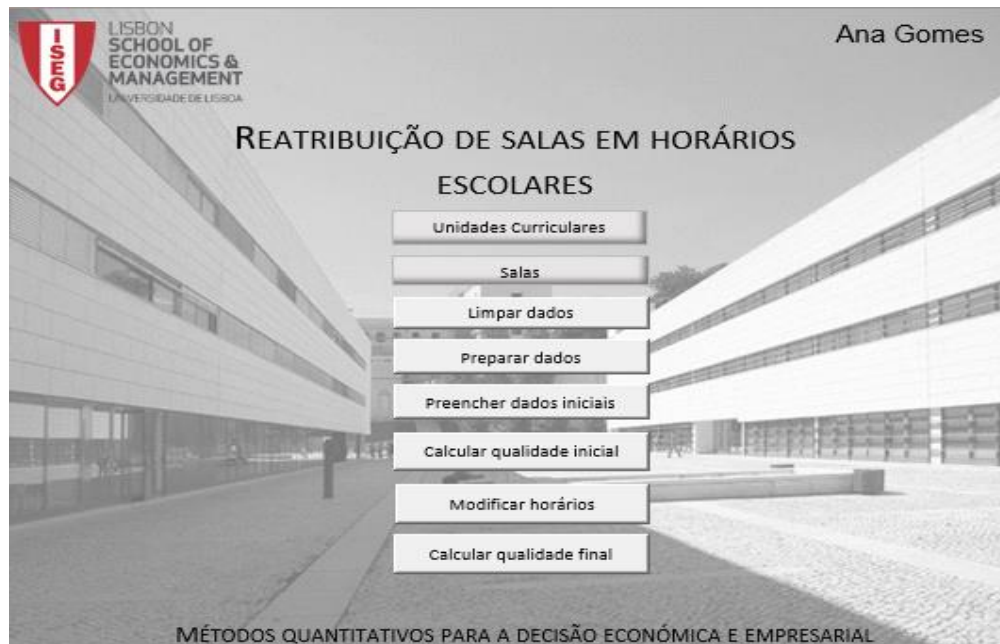 ISEG
LISBON
SCHOOL OF
ECONOMICS &
MANAGEMENT
UNIVERSIDADE DE LISBOA
Ana Gomes
REATRIBUIÇÃO DE SALAS EM HORÁRIOS
ESCOLARES
Unidades Curriculares
Salas
Limpar dados
Preparar dados
Preencher dados iniciais
Calcular qualidade inicial
Modificar horários
Calcular qualidade final
MÉTODOS QUANTITATIVOS PARA A DECISÃO ECONÓMICA E EMPRESARIAL